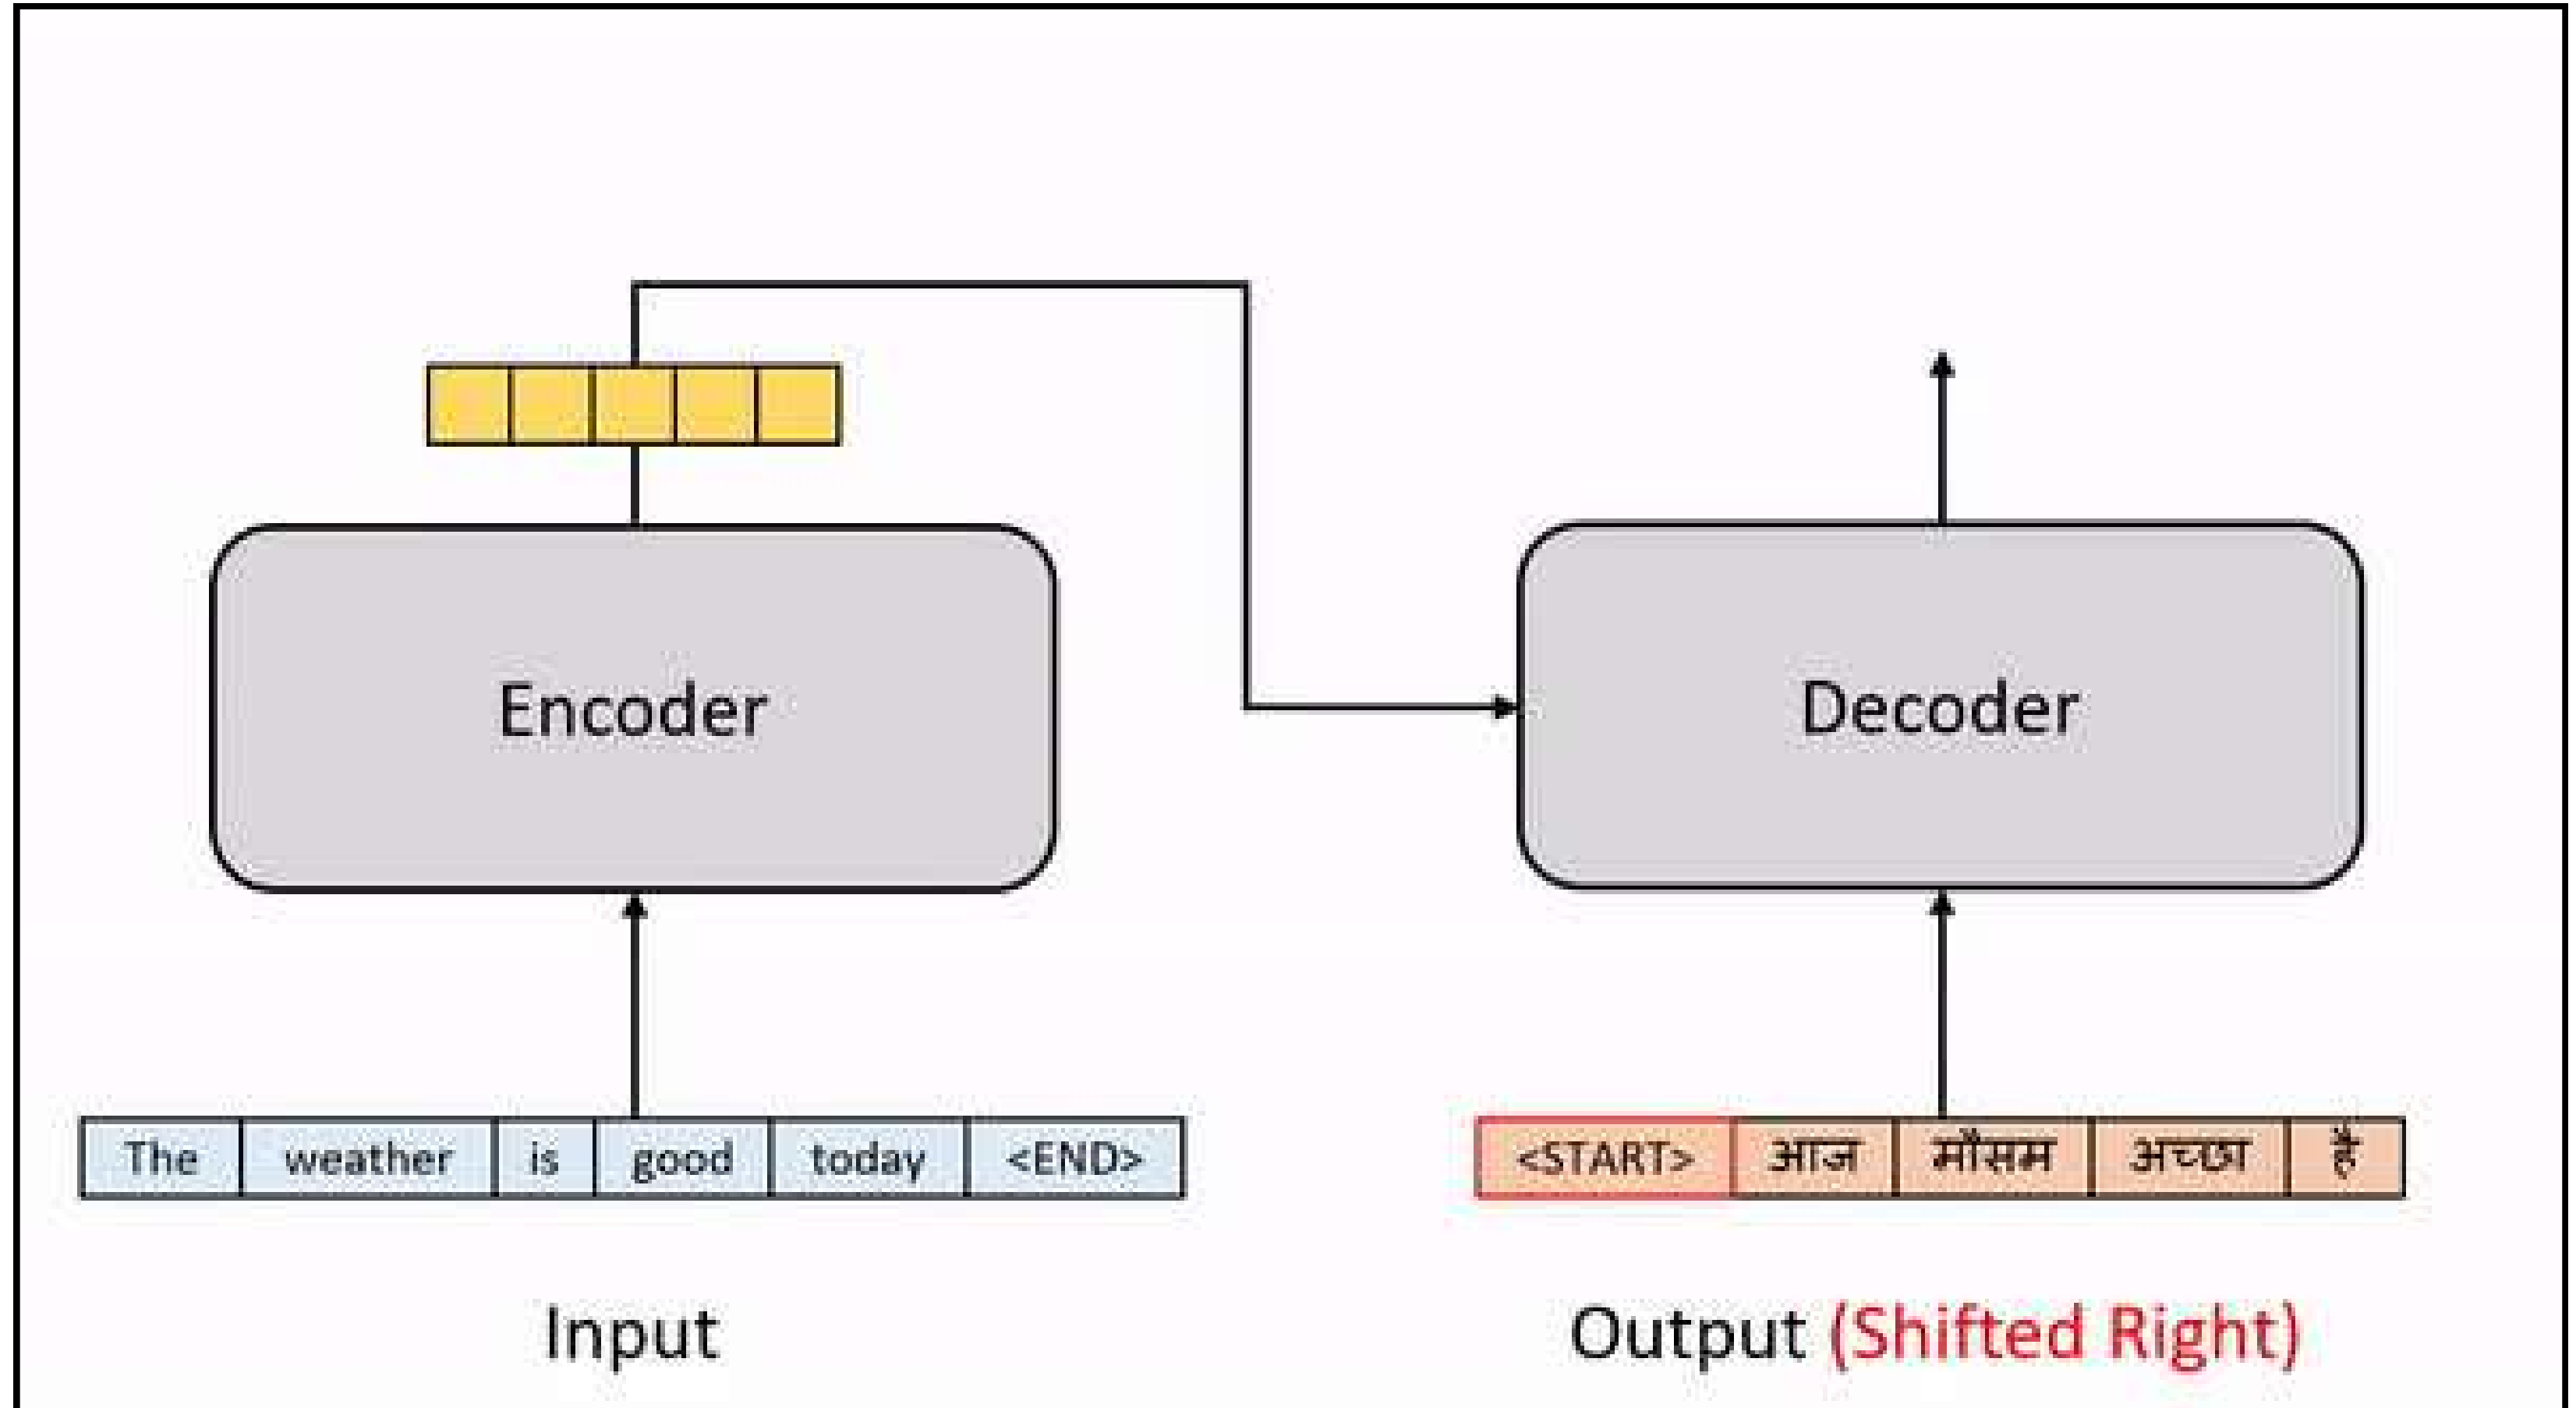 Encoder
Decoder
The weather is good today <END>
<START> आज मौसम अच्छा है
Input
Output (Shifted Right)